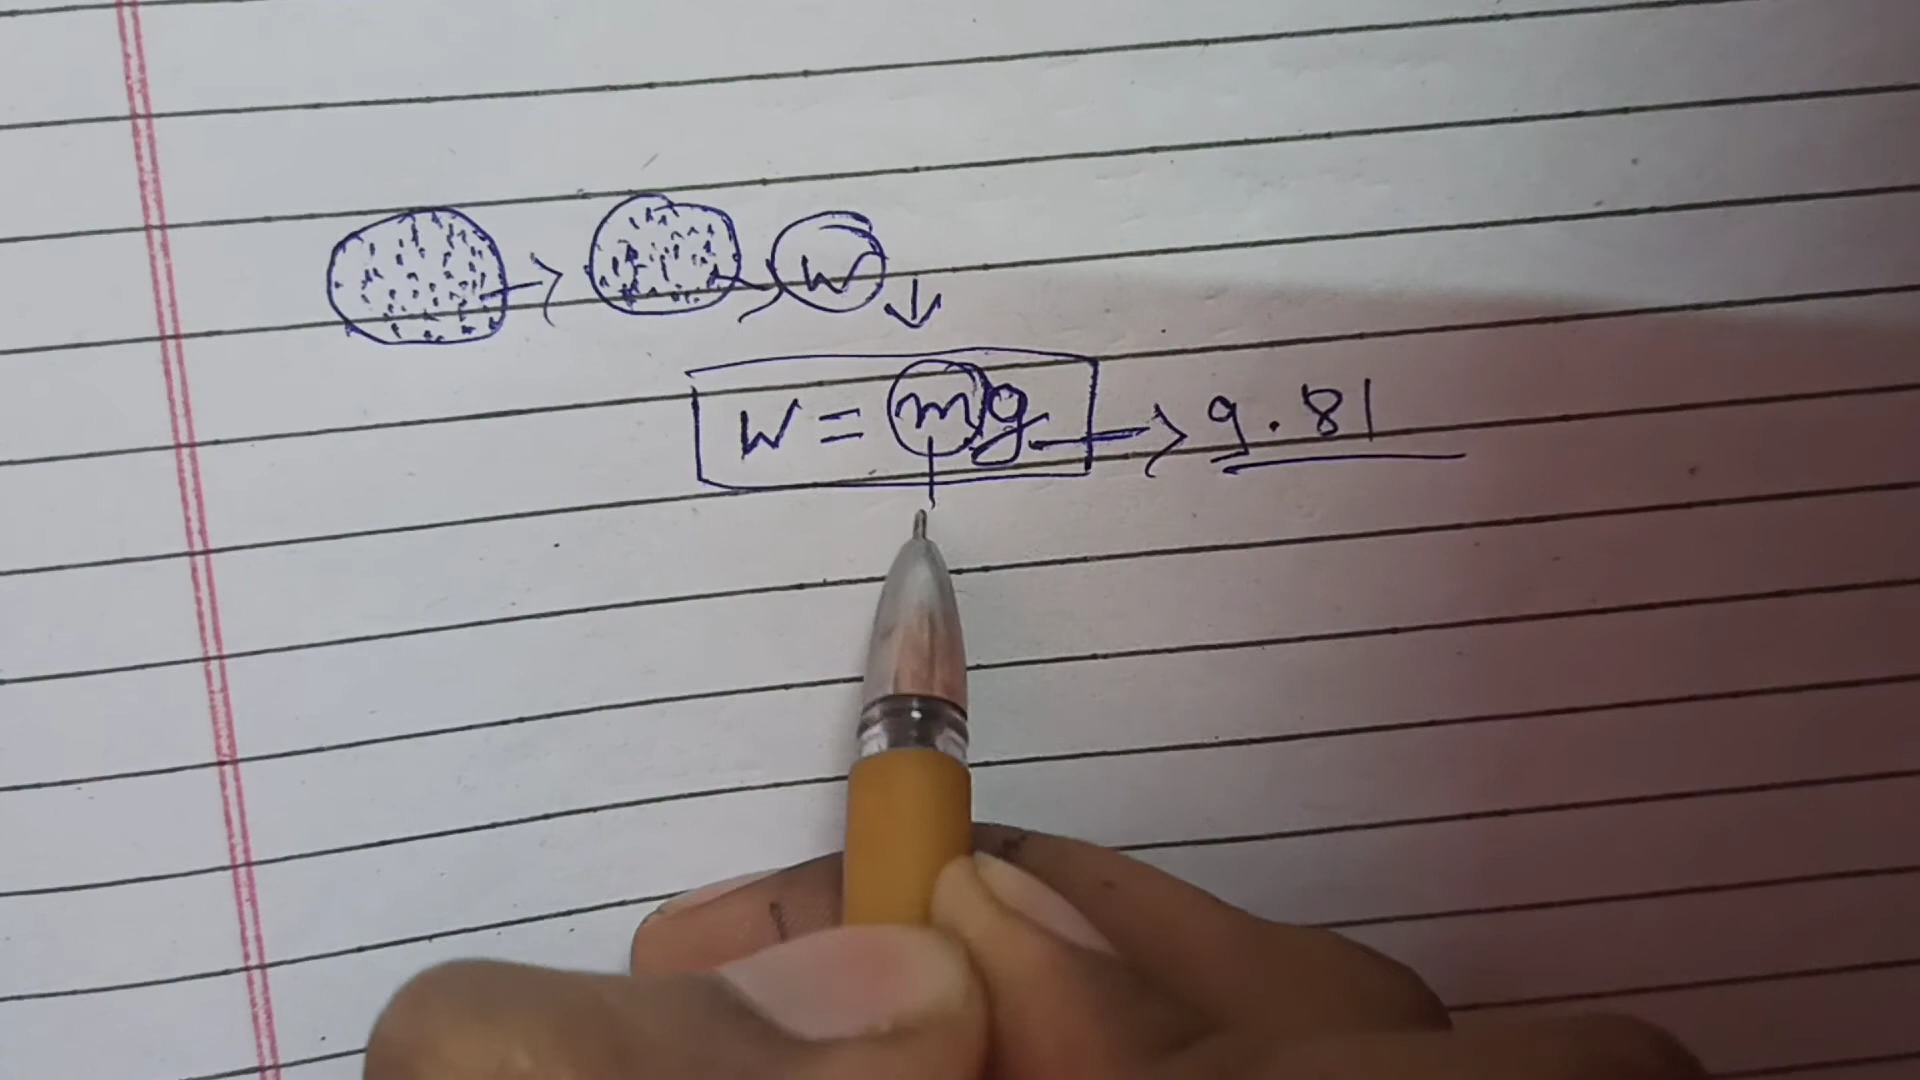 W
W = mg → 9.81